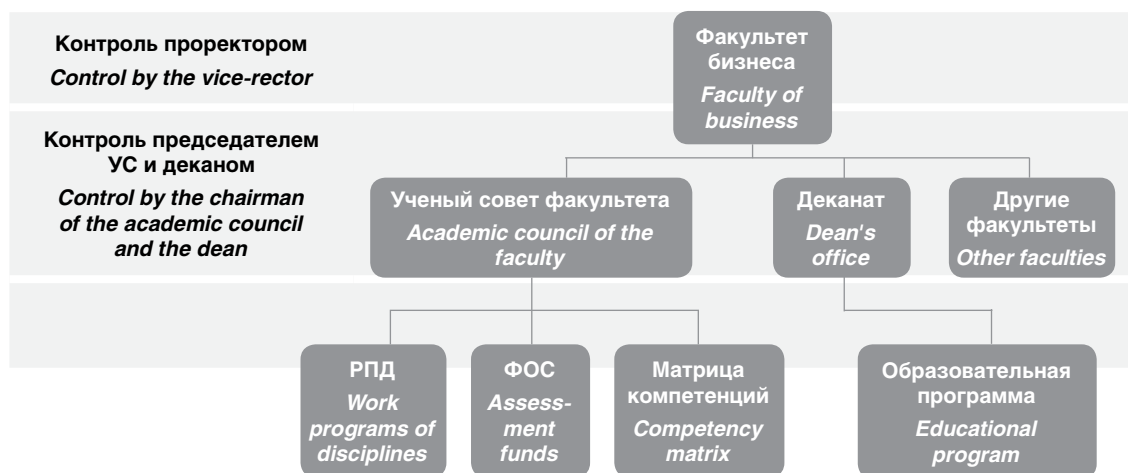 Контроль проректором
Control by the vice-rector
Факультет
бизнеса
Faculty of
business
Контроль председателем
УС и деканом
Control by the chairman
of the academic council
and the dean
Ученый совет факультета
Academic council of the
faculty
Деканат
Dean's
office
Другие
факультеты
Other faculties
РПД
Work
programs of
disciplines
ФОС
Assess-
ment
funds
Матрица
компетенций
Competency
matrix
Образовательная
программа
Educational
program